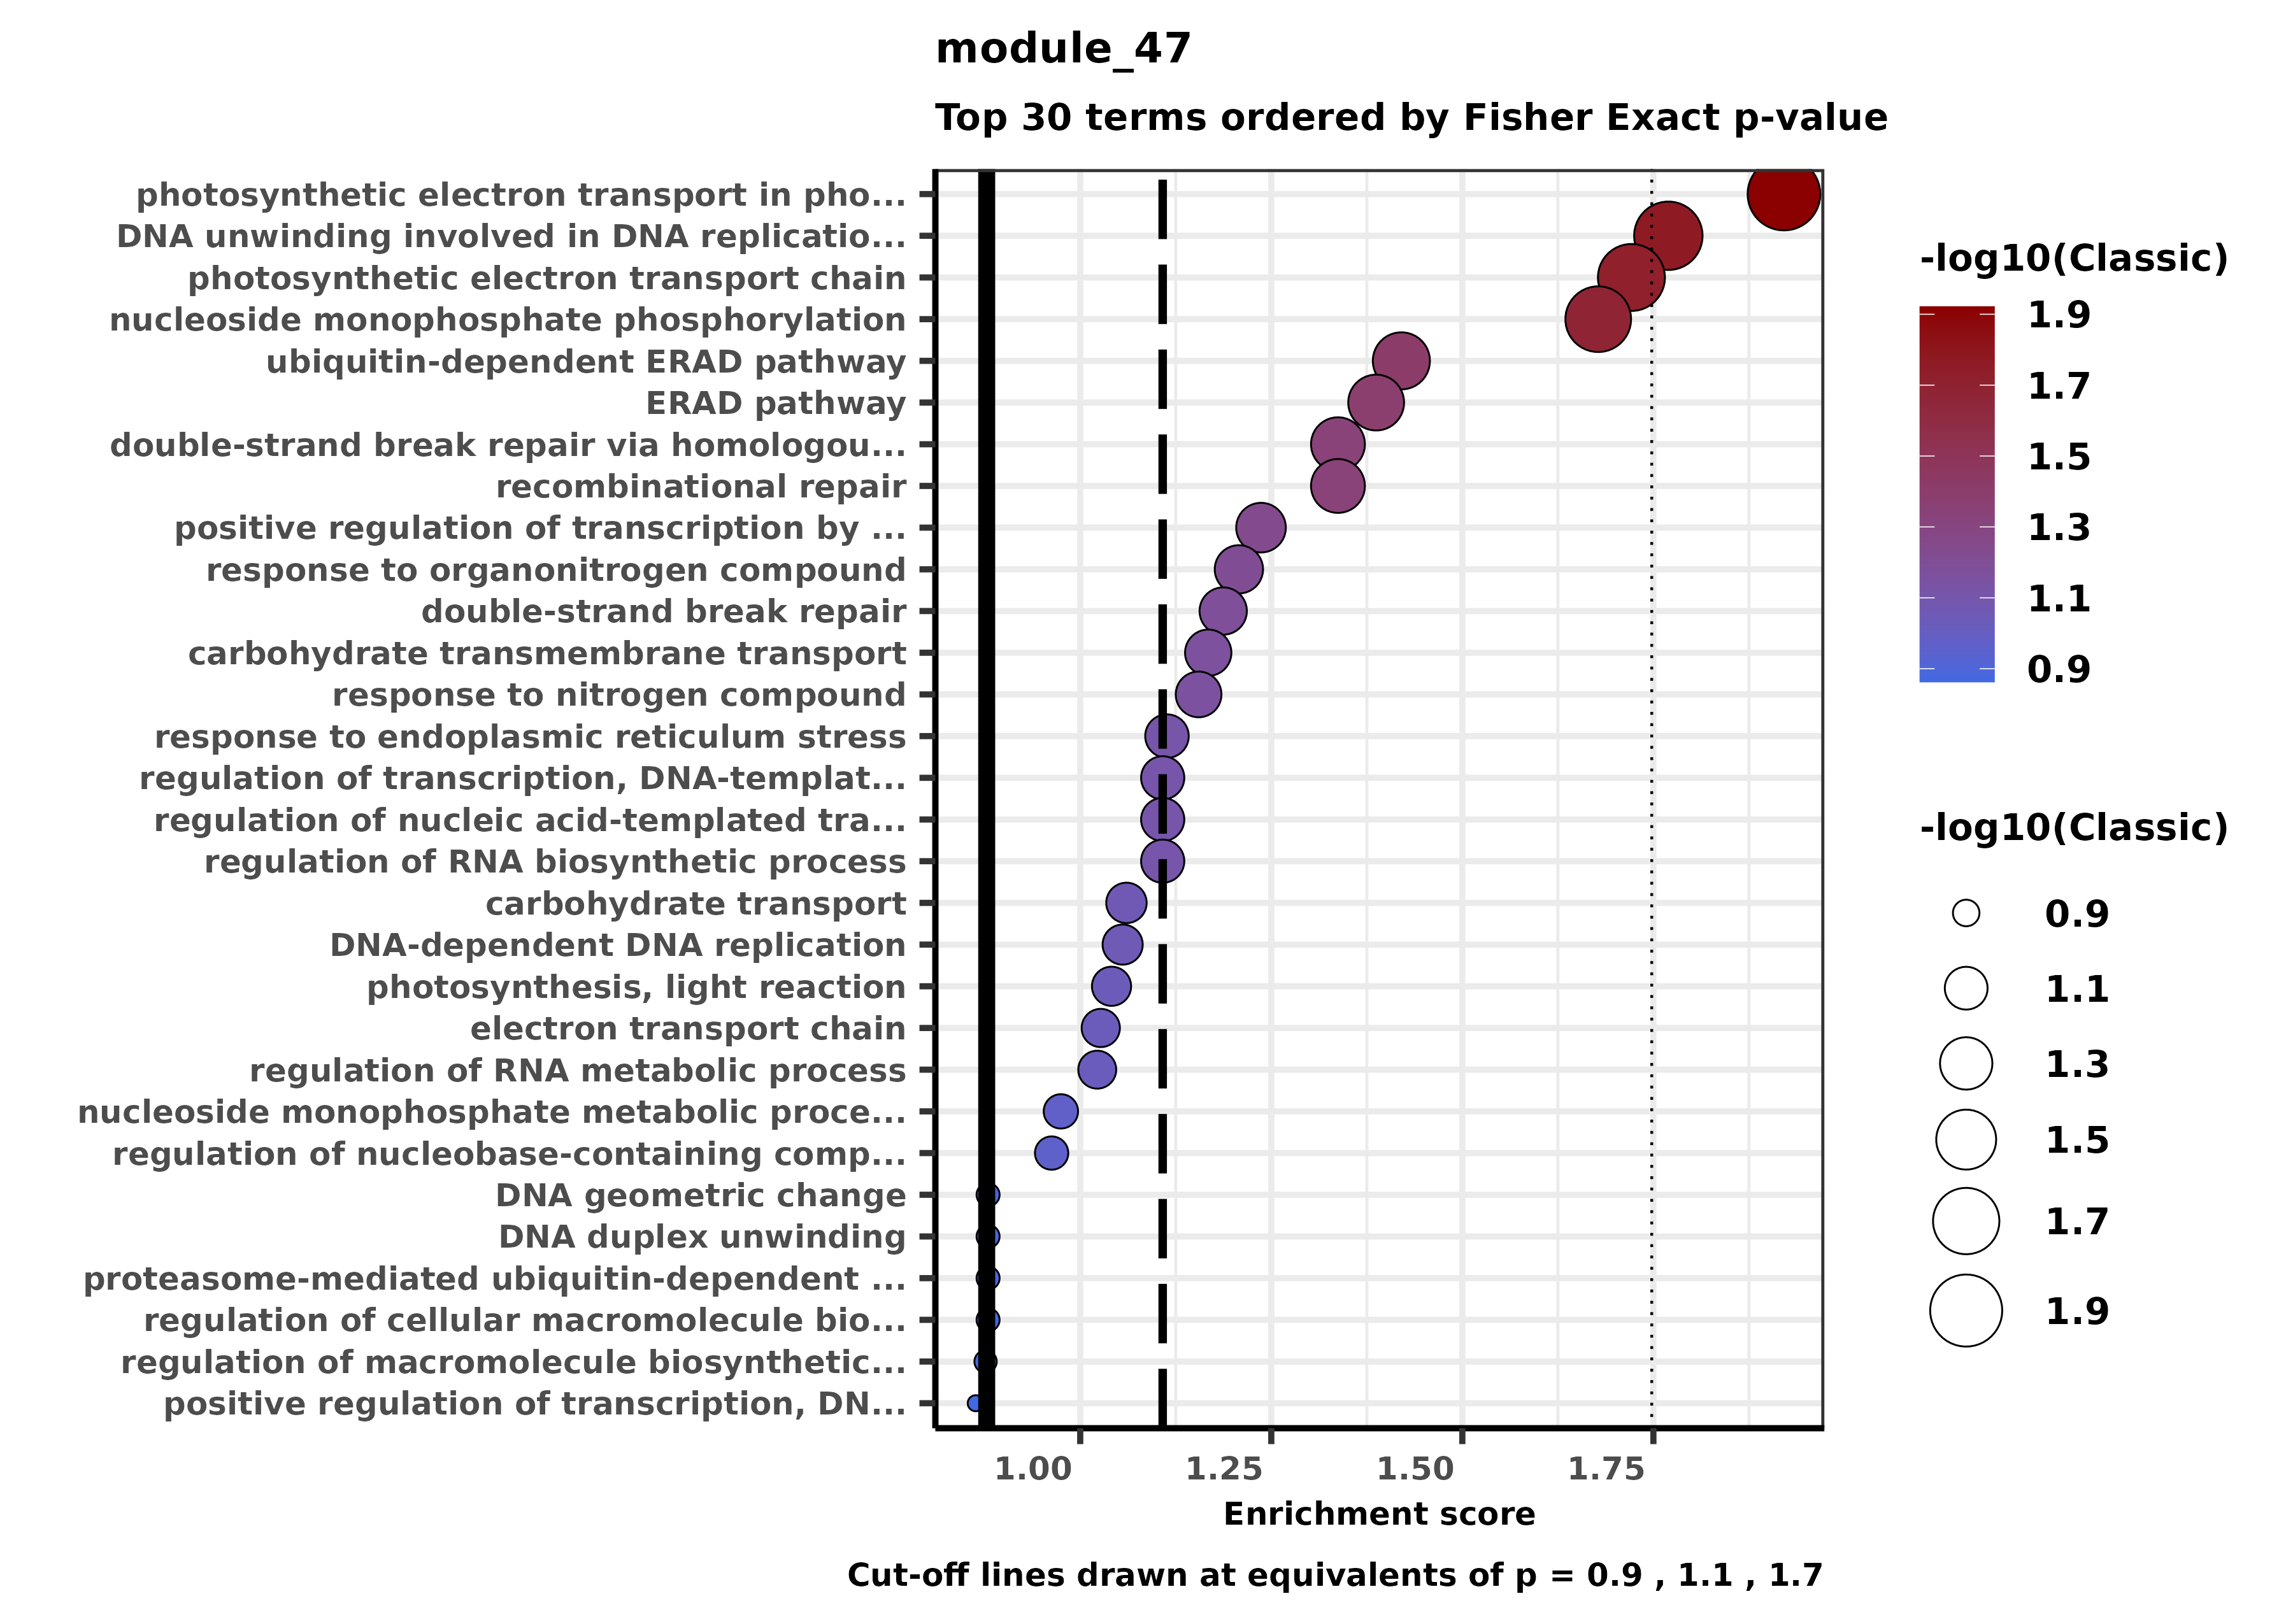 module_47
Top 30 terms ordered by Fisher Exact p-value
photosynthetic electron transport in pho...
DNA unwinding involved in DNA replicatio...
photosynthetic electron transport chain
nucleoside monophosphate phosphorylation
ubiquitin-dependent ERAD pathway
ERAD pathway
double-strand break repair via homologou...
recombinational repair
positive regulation of transcription by ...
response to organonitrogen compound
double-strand break repair
carbohydrate transmembrane transport
response to nitrogen compound
response to endoplasmic reticulum stress
regulation of transcription, DNA-templat...
regulation of nucleic acid-templated tra...
regulation of RNA biosynthetic process
carbohydrate transport
DNA-dependent DNA replication
photosynthesis, light reaction
electron transport chain
regulation of RNA metabolic process
nucleoside monophosphate metabolic proce...
regulation of nucleobase-containing comp...
DNA geometric change
DNA duplex unwinding
proteasome-mediated ubiquitin-dependent ...
regulation of cellular macromolecule bio...
regulation of macromolecule biosynthetic...
positive regulation of transcription, DN...
1.00 1.25 1.50 1.75
Enrichment score
Cut-off lines drawn at equivalents of p = 0.9 , 1.1 , 1.7
-log10(Classic)
1.9
1.7
1.5
1.3
1.1
0.9
-log10(Classic)
0.9
1.1
1.3
1.5
1.7
1.9